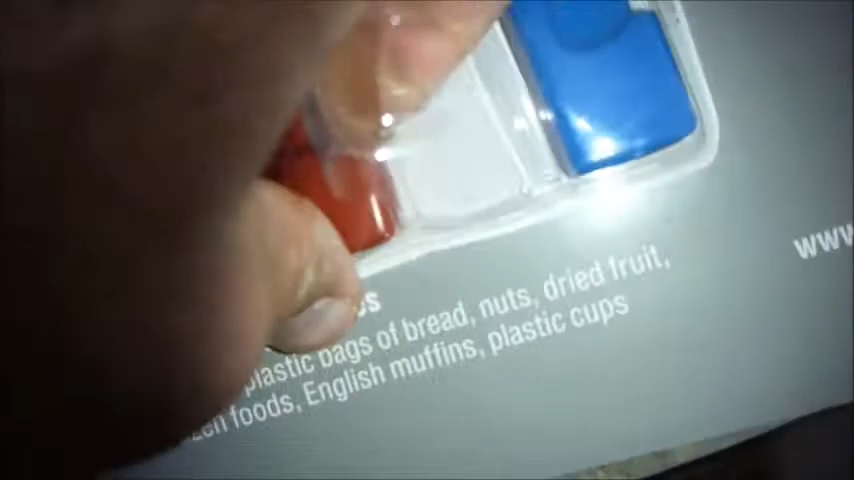 www
plastic bags of bread, nuts, dried fruit,
foods, English muffins, plastic cups